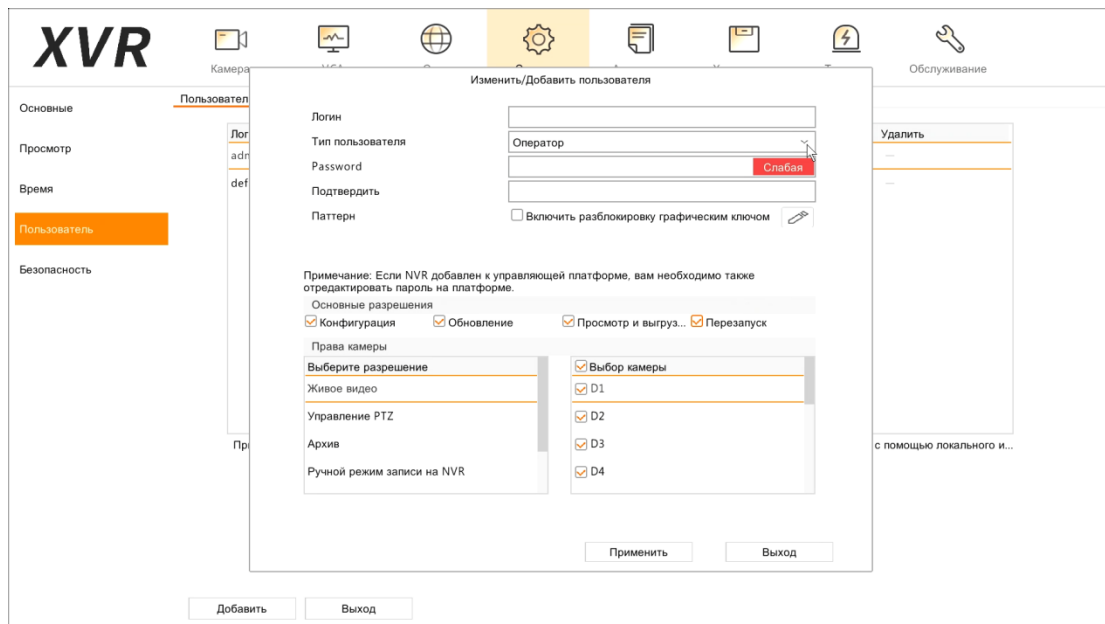 XVR
Обслуживание
Изменить/Добавить пользователя
Основные
Просмотр
Время
Пользователь
Безопасность
Удалить
Логин
Тип пользователя
Оператор
Password
Слабая
Подтвердить
Паттерн
Включить разблокировку графическим ключом
Примечание: Если NVR добавлен к управляющей платформе, вам необходимо также
отредактировать пароль на платформе.
Основные разрешения
Конфигурация Обновление Просмотр и выгруз... Перезапуск
Права камеры
Выберите разрешение
Выбор камеры
Живое видео
D1
Управление PTZ
D2
Архив
D3
Ручной режим записи на NVR
D4
с помощью локального и...
Применить Выход
Добавить Выход